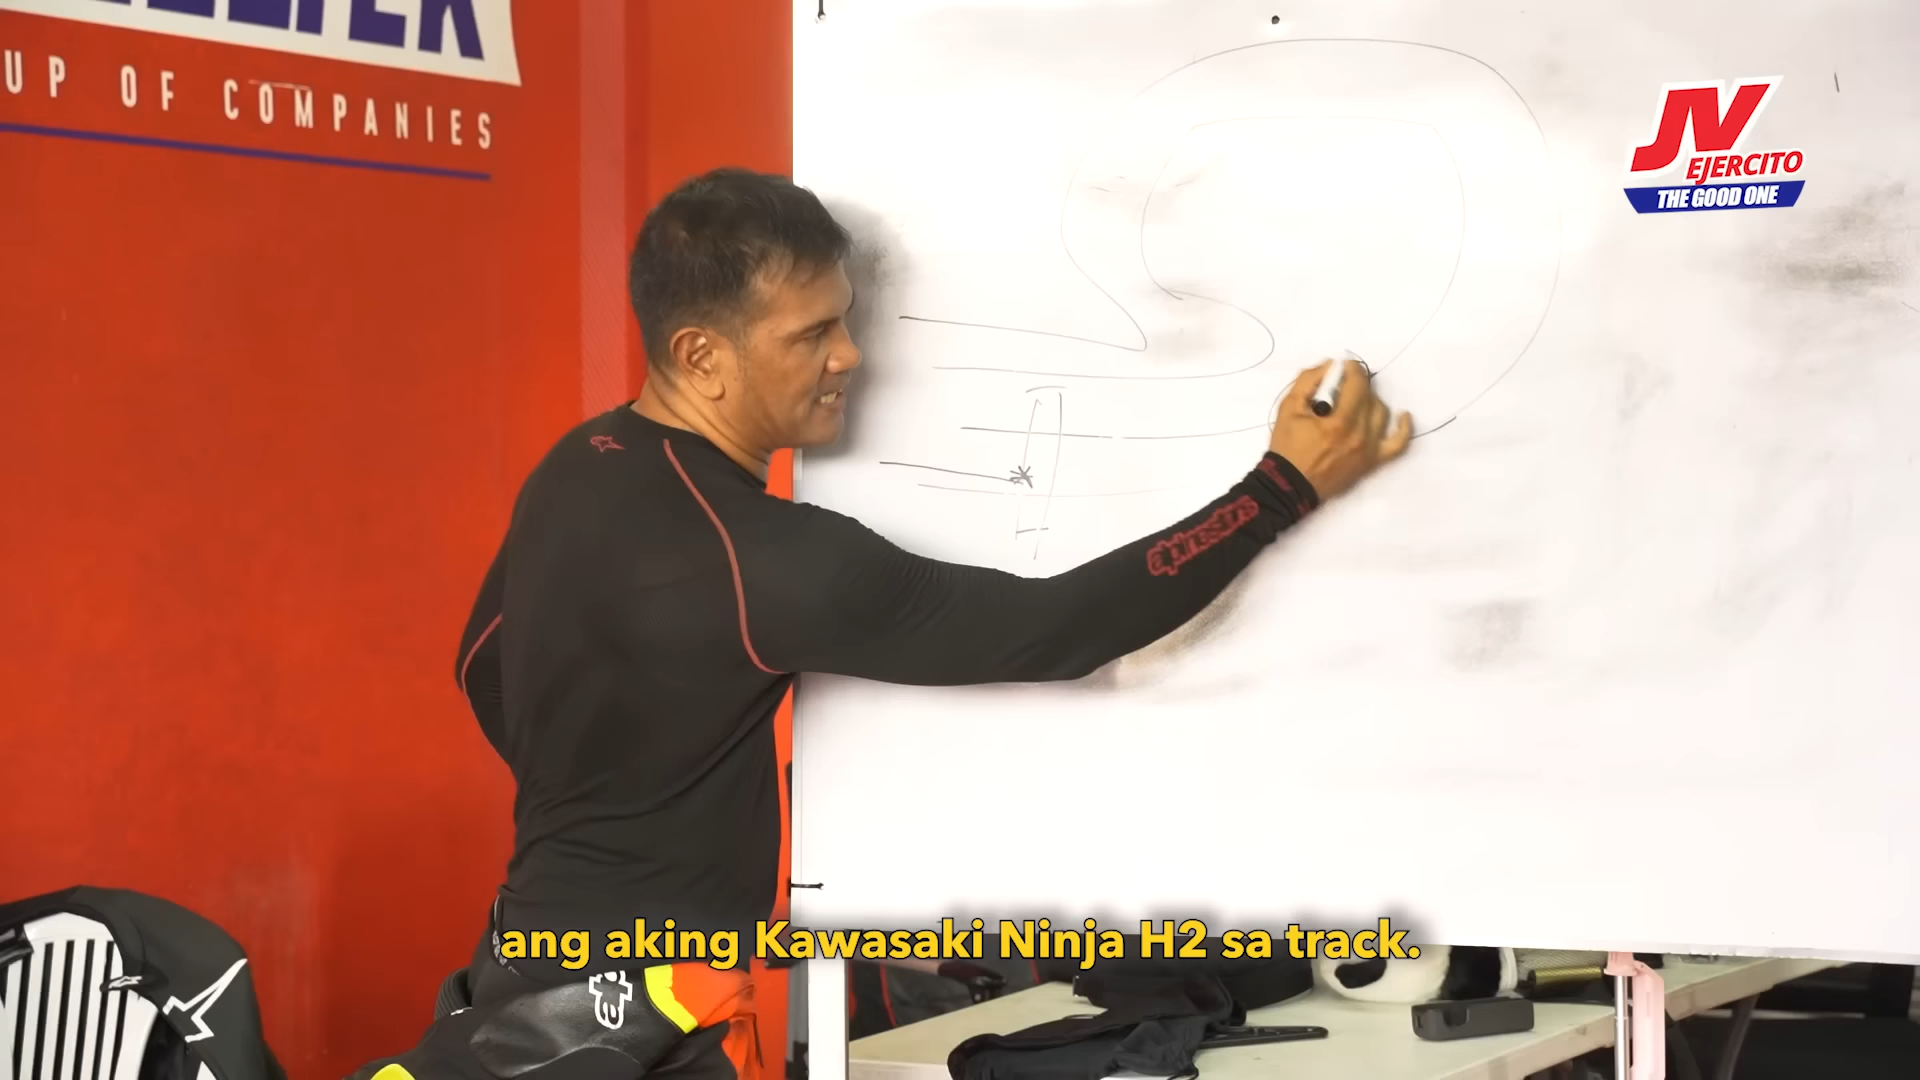 UP OF COMPANIES
JV
EJERCITO
THE GOOD ONE
alpinestars
ang aking Kawasaki Ninja H2 sa track.